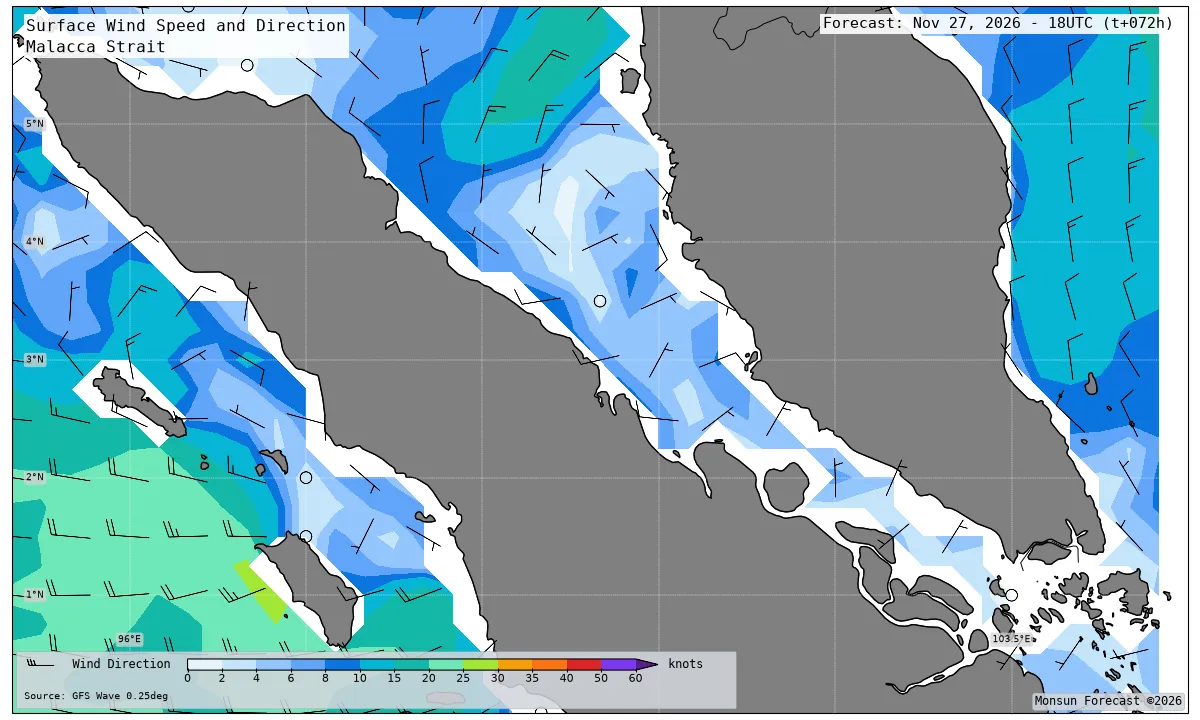 Surface Wind Speed and Direction
Malacca Strait
Forecast: Nov 27, 2026 - 18UTC (t+072h)
5°N
4°N
3°N
2°N
1°N
96°E
103.5°E
Wind Direction
0 2 4 6 8 10 15 20 25 30 35 40 50 60
knots
Source: GFS Wave 0.25deg
Monsun Forecast ©2026